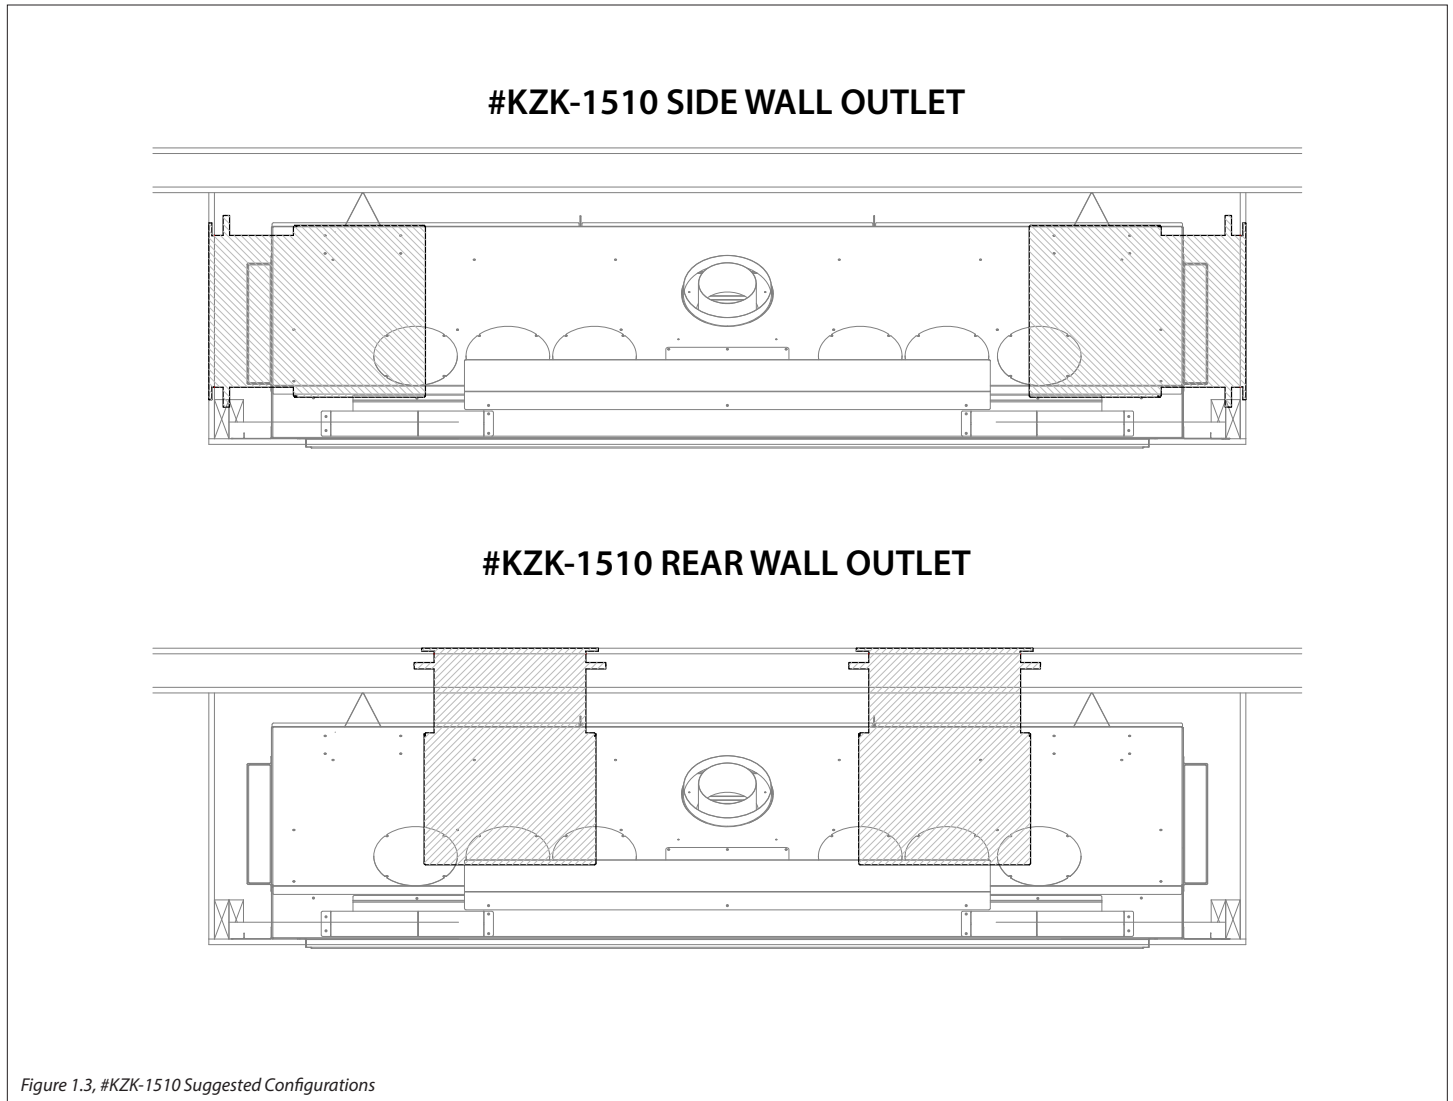 #KZK-1510 SIDE WALL OUTLET
#KZK-1510 REAR WALL OUTLET
Figure 1.3, #KZK-1510 Suggested Configurations